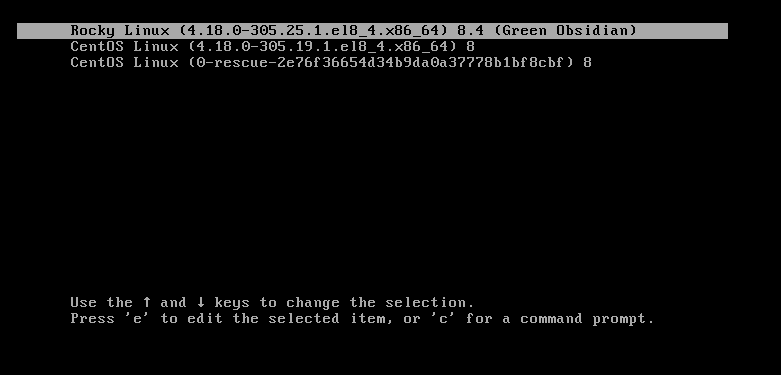 Rocky Linux (4.18.0-305.25.1.el8_4.x86_64) 8.4 (Green Obsidian)
CentOS Linux (4.18.0-305.19.1.el8_4.x86_64) 8
CentOS Linux (0-rescue-2e76f36654d34b9da0a37778b1bf8cbf) 8
Use the ↑ and ↓ keys to change the selection.
Press 'e' to edit the selected item, or 'c' for a command prompt.